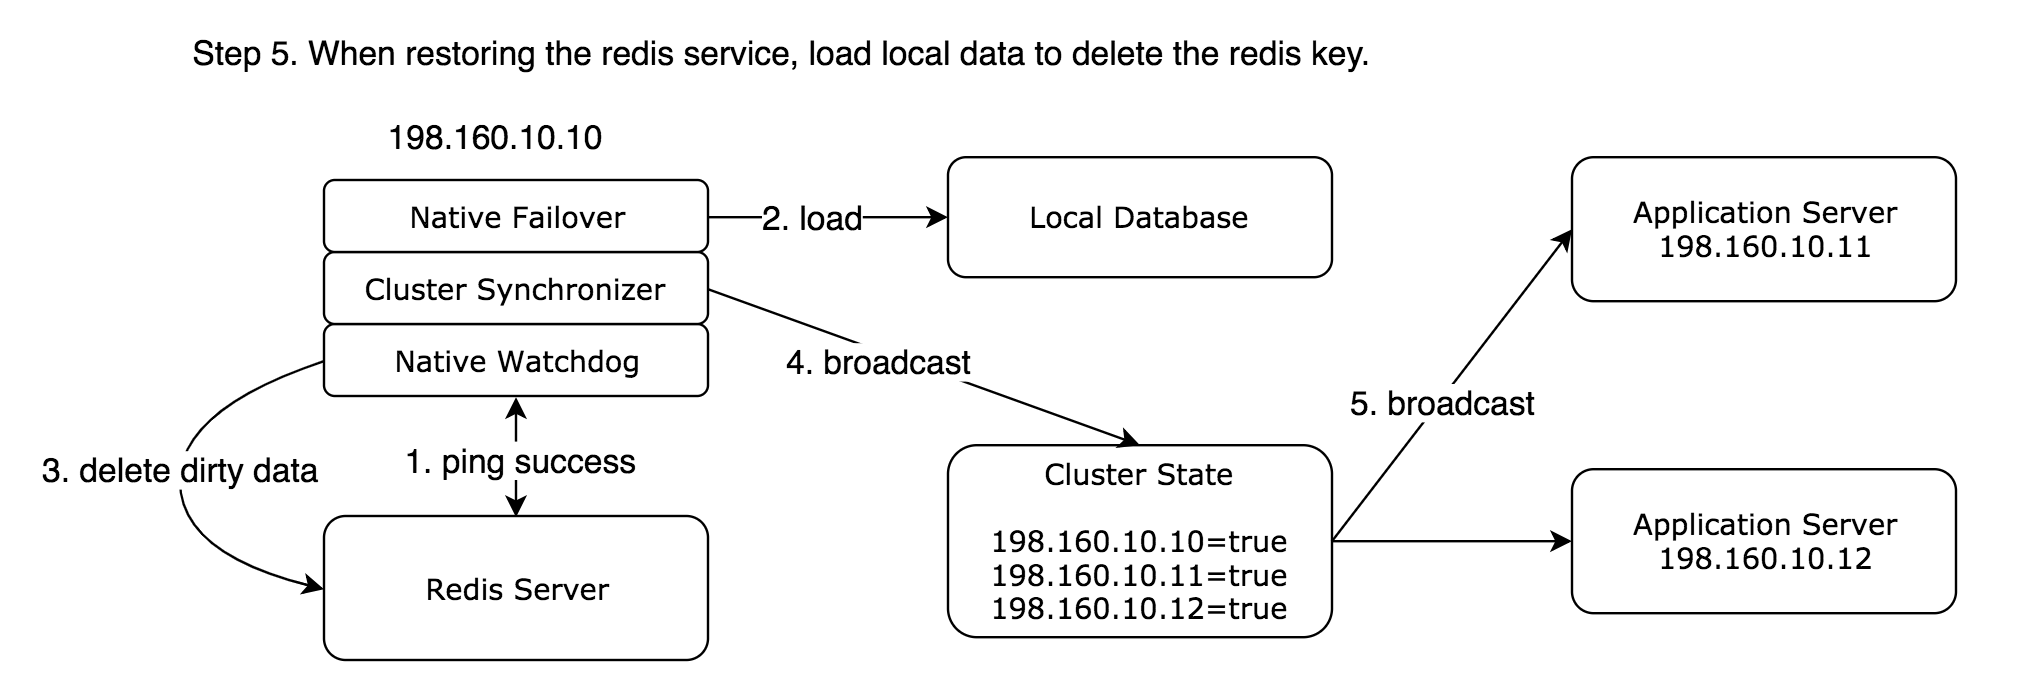 Step 5. When restoring the redis service, load local data to delete the redis key.
198.160.10.10
Native Failover
2. load
Local Database
Application Server
198.160.10.11
Cluster Synchronizer
Native Watchdog
4. broadcast
5. broadcast
3. delete dirty data
1. ping success
Cluster State
198.160.10.10=true
198.160.10.11=true
198.160.10.12=true
Application Server
198.160.10.12
Redis Server